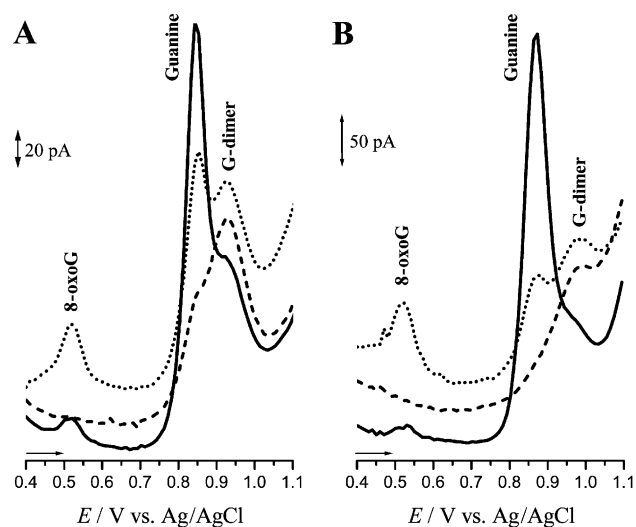 A
Guanine
G-dimer
8-oxoG
20 pA
0.4 0.5 0.6 0.7 0.8 0.9 1.0 1.1
E / V vs. Ag/AgCl
B
Guanine
G-dimer
8-oxoG
50 pA
0.4 0.5 0.6 0.7 0.8 0.9 1.0 1.1
E / V vs. Ag/AgCl